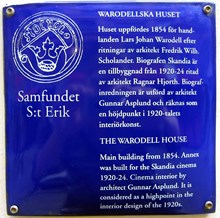 WARODELLSKA HUSET
Huset uppfördes 1854 för hand-
landen Lars Johan Warodell efter
ritningar av arkitekt Fredrik Wilh.
Scholander. Biografen Skandia är
en tillbyggnad från 1920-24 ritad
av arkitekt Ragnar Hjorth. Biograf-
inredningen är utförd av arkitekt
Gunnar Asplund och räknas som
en höjdpunkt i 1920-talets
interiörkonst.
THE WARODELL HOUSE
Main building from 1854. Annex
was built for the Skandia cinema
1920-24. Cinema interior by
architect Gunnar Asplund. It is
considered as a highpoint in the
interior design of the 1920s.
Samfundet
S:t Erik